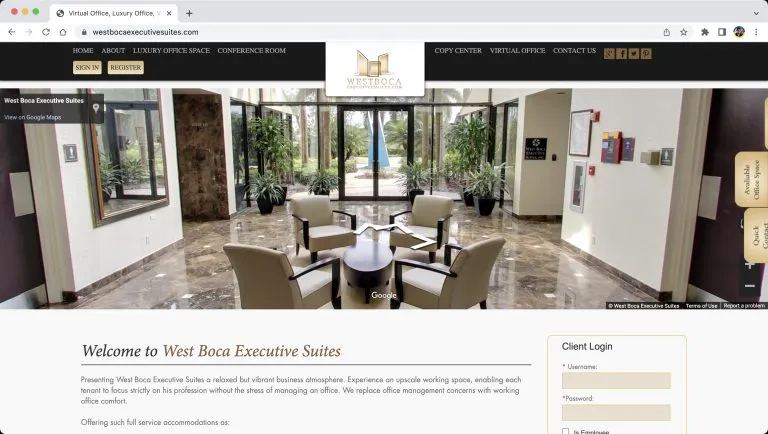 Virtual Office, Luxury Office, V
westbocaexecutivesuites.com
HOME ABOUT LUXURY OFFICE SPACE CONFERENCE ROOM
COPY CENTER VIRTUAL OFFICE CONTACT US
SIGN IN REGISTER
WESTBOCA
EXECUTIVESUITES.COM
West Boca Executive Suites
View on Google Maps
WEST BOCA
EXECUTIVE
SUITES, INC.
Available
Office Space
Quick
Contact
Google
© West Boca Executive Suites Terms of Use Report a problem
Welcome to West Boca Executive Suites
Presenting West Boca Executive Suites a relaxed but vibrant business atmosphere. Experience an upscale working space, enabling each
tenant to focus strictly on his profession without the stress of managing an office. We replace office management concerns with working
office comfort.
Offering such full service accommodations as:
Client Login
* Username:
*Password:
Is Employee